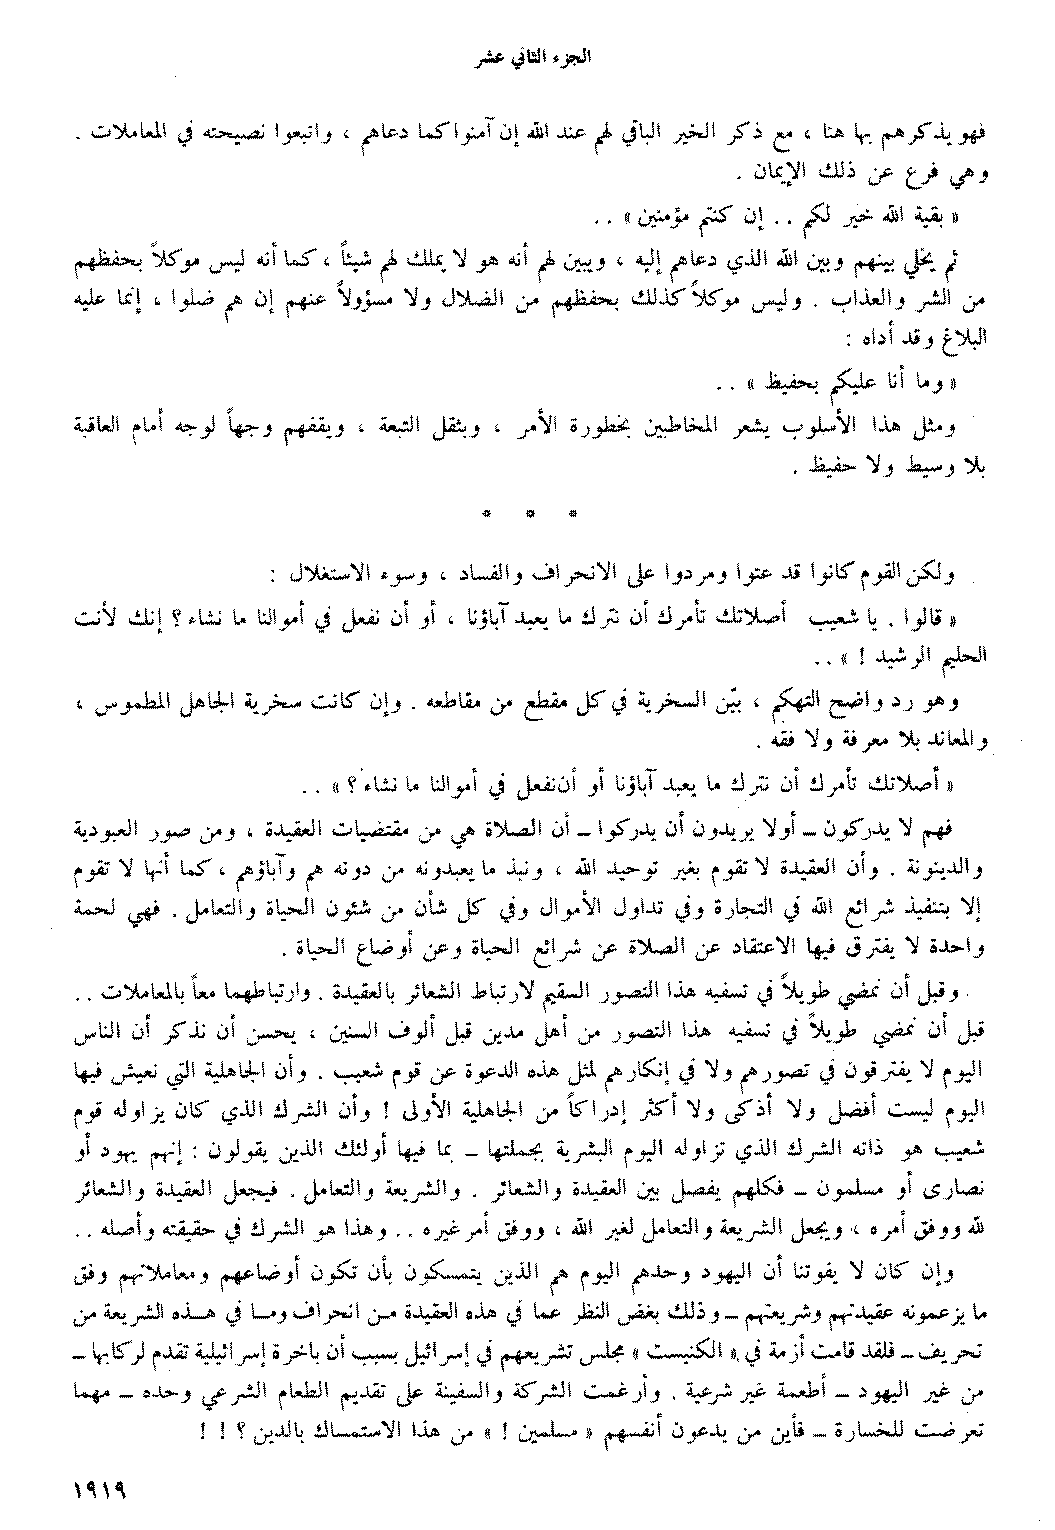 الجزء الثاني عشر
فهو يذكرهم بها هنا ، مع ذكر الخير الباقي لهم عند الله إن آمنوا كما دعاهم ، واتبعوا نصيحته في المعاملات .
وهي فرع عن ذلك الإيمان .
« بقية الله خير لكم .. إن كنتم مؤمنين » ..
ثم يخلي بينهم وبين الله الذي دعاهم إليه ، ويبين لهم أنه هو لا يملك لهم شيئاً ، كما أنه ليس موكلاً بحفظهم
من الشر والعذاب . وليس موكلاً كذلك بحفظهم من الضلال ولا مسؤولاً عنهم إن هم ضلوا ، إنما عليه
البلاغ وقد أداه :
« وما أنا عليكم بحفيظ » ..
ومثل هذا الأسلوب يشعر المخاطبين بخطورة الأمر ، وبثقل التبعة ، ويقفهم وجهاً لوجه أمام العاقبة
بلا وسيط ولا حفيظ .
* * *
ولكن القوم كانوا قد عتوا ومردوا على الانحراف والفساد ، وسوء الاستغلال :
« قالوا . يا شعيب أصلاتك تأمرك أن نترك ما يعبد آباؤنا ، أو أن نفعل في أموالنا ما نشاء ؟ إنك لأنت
الحليم الرشيد ! » ..
وهو رد واضح التهكم ، بيّن السخرية في كل مقطع من مقاطعه . وإن كانت سخرية الجاهل المطموس ،
والمعاند بلا معرفة ولا فقه .
« أصلاتك تأمرك أن نترك ما يعبد آباؤنا أو أن نفعل في أموالنا ما نشاء ؟ » ..
فهم لا يدركون – أولا يريدون أن يدركوا – أن الصلاة هي من مقتضيات العقيدة ، ومن صور العبودية
والدينونة . وأن العقيدة لا تقوم بغير توحيد الله ، ونبذ ما يعبدونه من دونه هم وآباؤهم ، كما أنها لا تقوم
إلا بتنفيذ شرائع الله في التجارة وفي تداول الأموال وفي كل شأن من شئون الحياة والتعامل . فهي لحمة
واحدة لا يفترق فيها الاعتقاد عن الصلاة عن شرائع الحياة وعن أوضاع الحياة .
وقبل أن نمضي طويلاً في تسفيه هذا التصور السقيم لارتباط الشعائر بالعقيدة . وارتباطهما معاً بالمعاملات ..
قبل أن نمضي طويلاً في تسفيه هذا التصور من أهل مدين قبل ألوف السنين ، يحسن أن نذكر أن الناس
اليوم لا يفترقون في تصورهم ولا في إنكارهم لمثل هذه الدعوة عن قوم شعيب . وأن الجاهلية التي نعيش فيها
اليوم ليست أفضل ولا أذكى ولا أكثر إدراكاً من الجاهلية الأولى ! وأن الشرك الذي كان يزاوله قوم
شعيب هو ذاته الشرك الذي تزاوله اليوم البشرية بجملتها – بما فيها أولئك الذين يقولون : إنهم يهود أو
نصارى أو مسلمون – فكلهم يفصل بين العقيدة والشعائر . والشريعة والتعامل . فيجعل العقيدة والشعائر
لله ووفق أمره ، ويجعل الشريعة والتعامل لغير الله ، ووفق أمر غيره .. وهذا هو الشرك في حقيقته وأصله ..
وإن كان لا يفوتنا أن اليهود وحدهم اليوم هم الذين يتمسكون بأن تكون أوضاعهم ومعاملاتهم وفق
ما يزعمونه عقيدتهم وشريعتهم – وذلك بغض النظر عما في هذه العقيدة من انحراف وما في هذه الشريعة من
تحريف – فلقد قامت أزمة في « الكنيست » مجلس تشريعهم في إسرائيل بسبب أن باخرة إسرائيلية تقدم لركابها –
من غير اليهود – أطعمة غير شرعية . وأرغمت الشركة والسفينة على تقديم الطعام الشرعي وحده – مهما
تعرضت للخسارة – فأين من يدعون أنفسهم « مسلمين ! » من هذا الاستمساك بالدين ؟ ! !
١٩١٩